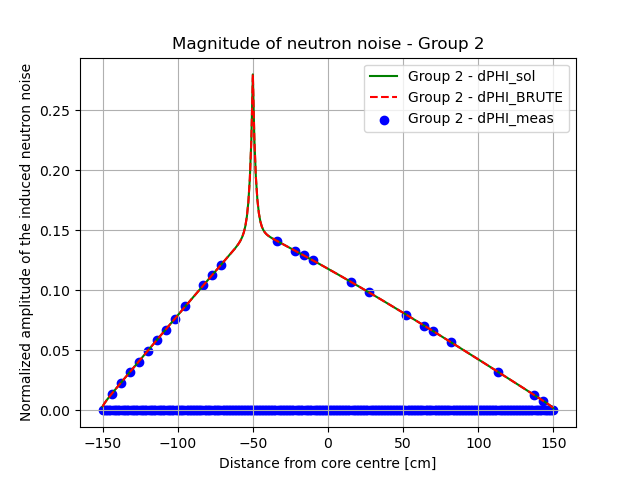 Magnitude of neutron noise - Group 2
Group 2 - dPHI_sol
Group 2 - dPHI_BRUTE
Group 2 - dPHI_meas
Normalized amplitude of the induced neutron noise
0.25
0.20
0.15
0.10
0.05
0.00
−150 −100 −50 0 50 100 150
Distance from core centre [cm]